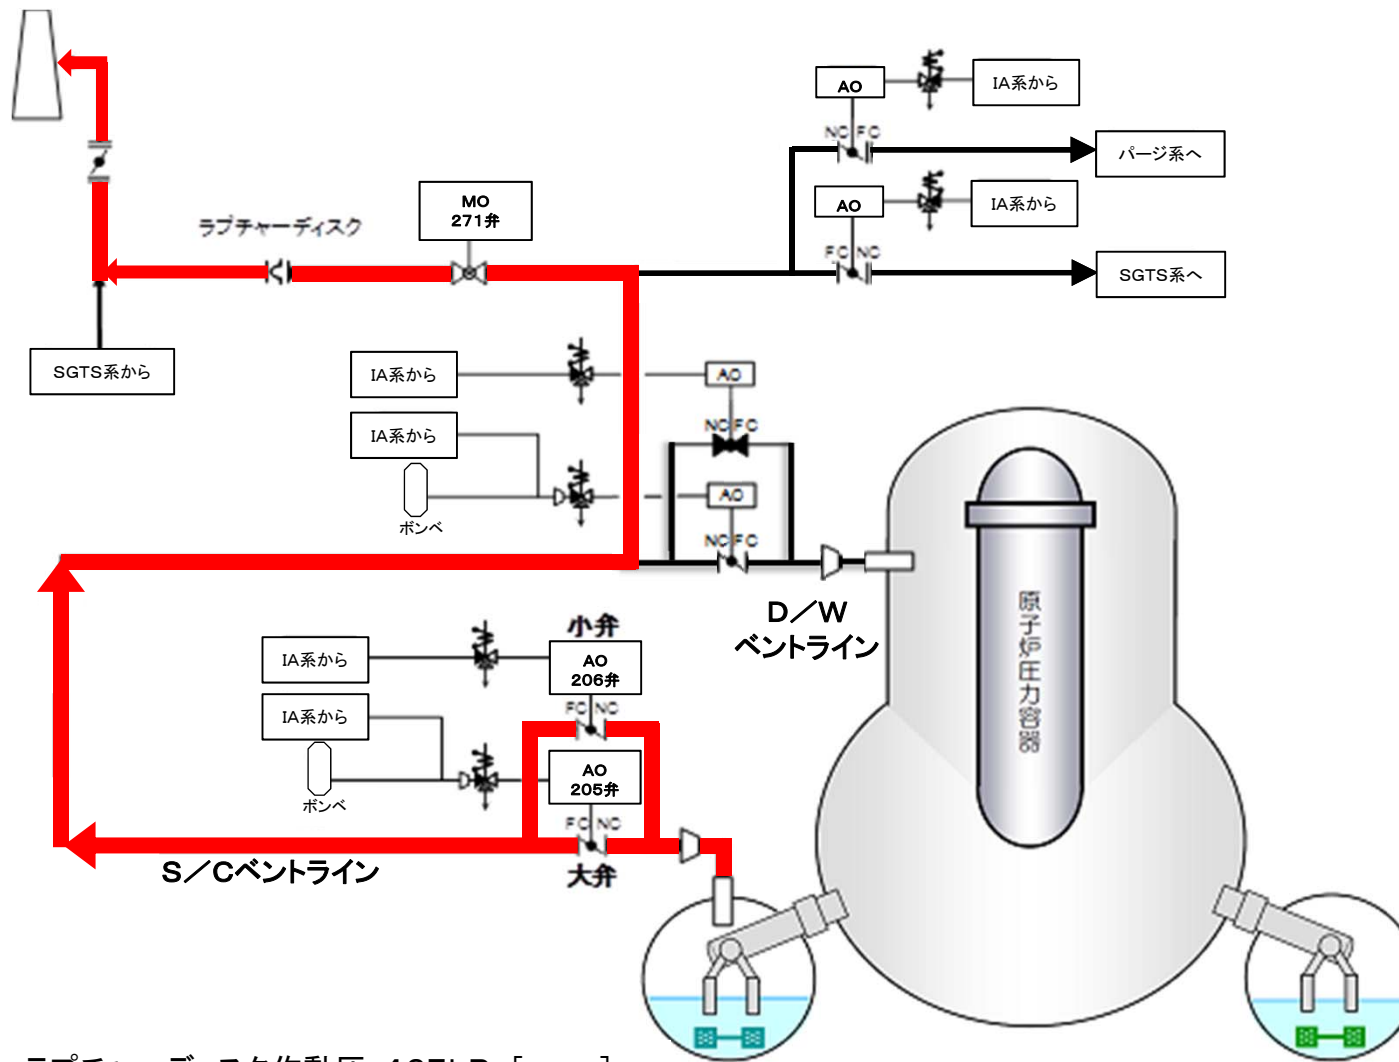 AO
IA系から
NC FC
パージ系へ
AO
IA系から
FC NC
SGTS系へ
MO
271弁
ラプチャーディスク
SGTS系から
IA系から
AO
NC FC
IA系から
ボンベ
AO
NC FC
D/W
ベントライン
原子炉圧力容器
小弁
IA系から
AO
206弁
FC NC
IA系から
ボンベ
AO
205弁
FC NC
大弁
S/Cベントライン